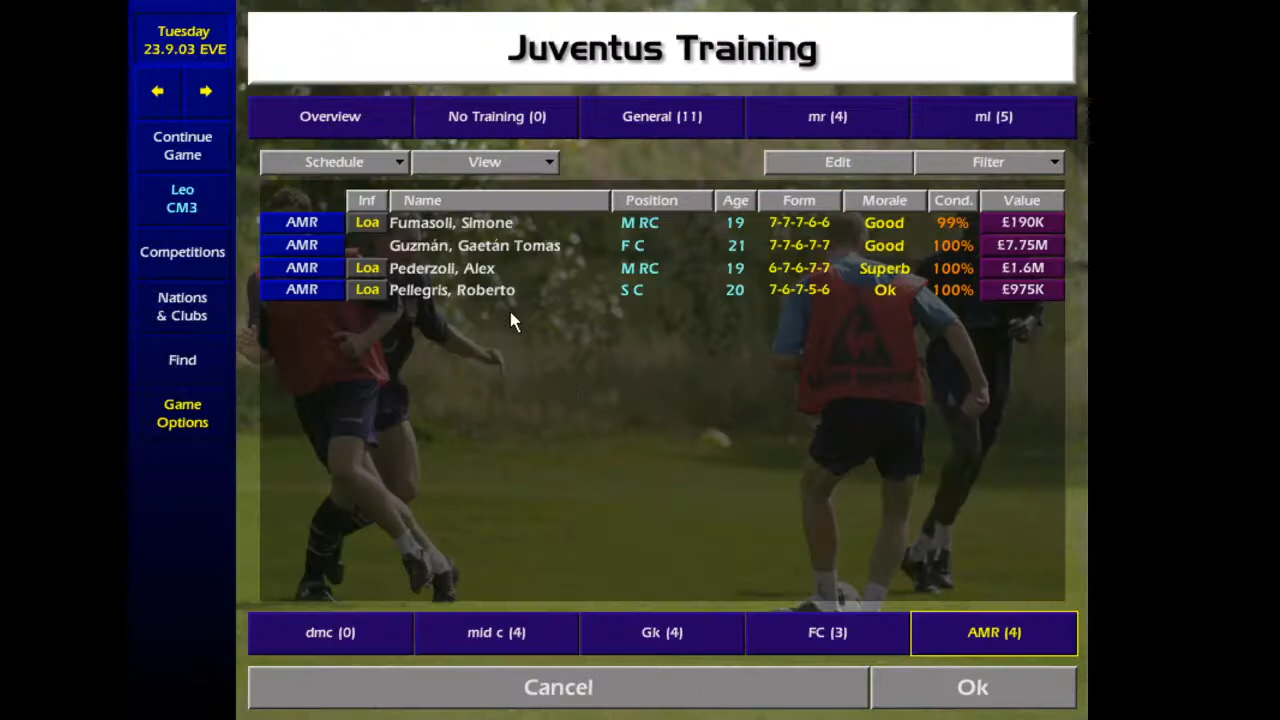 Tuesday
23.9.03 EVE
Continue
Game
Leo
CM3
Competitions
Nations
& Clubs
Find
Game
Options
Juventus Training
Overview No Training (0) General (11) mr (4) ml (5)
Schedule View Edit Filter
Inf Name Position Age Form Morale Cond. Value
AMR Loa Fumasoli, Simone M RC 19 7-7-7-6-6 Good 99% £190K
AMR Guzmán, Gaetán Tomas F C 21 7-7-6-7-7 Good 100% £7.75M
AMR Loa Pederzoli, Alex M RC 19 6-7-6-7-7 Superb 100% £1.6M
AMR Loa Pellegris, Roberto S C 20 7-6-7-5-6 Ok 100% £975K
dmc (0) mid c (4) Gk (4) FC (3) AMR (4)
Cancel Ok